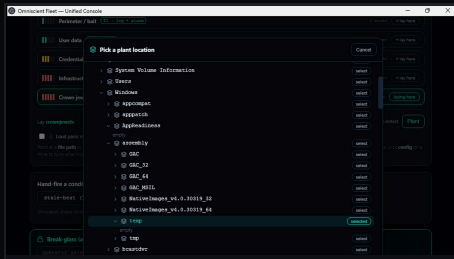 Omniscient Fleet — Unified Console
Perimeter / bait
User data
Credential
Infrastruct
Crown jew
Pick a plant location
Cancel
System Volume Information
select
Users
select
Windows
select
appcompat
select
apppatch
select
AppReadiness
select
empty
assembly
select
GAC
select
GAC_32
select
GAC_64
select
GAC_MSIL
select
NativeImages_v4.0.30319_32
select
NativeImages_v4.0.30319_64
select
temp
selected
empty
tmp
select
bcastdvr
select
Plant
Hand-fire a condi
Break glass to